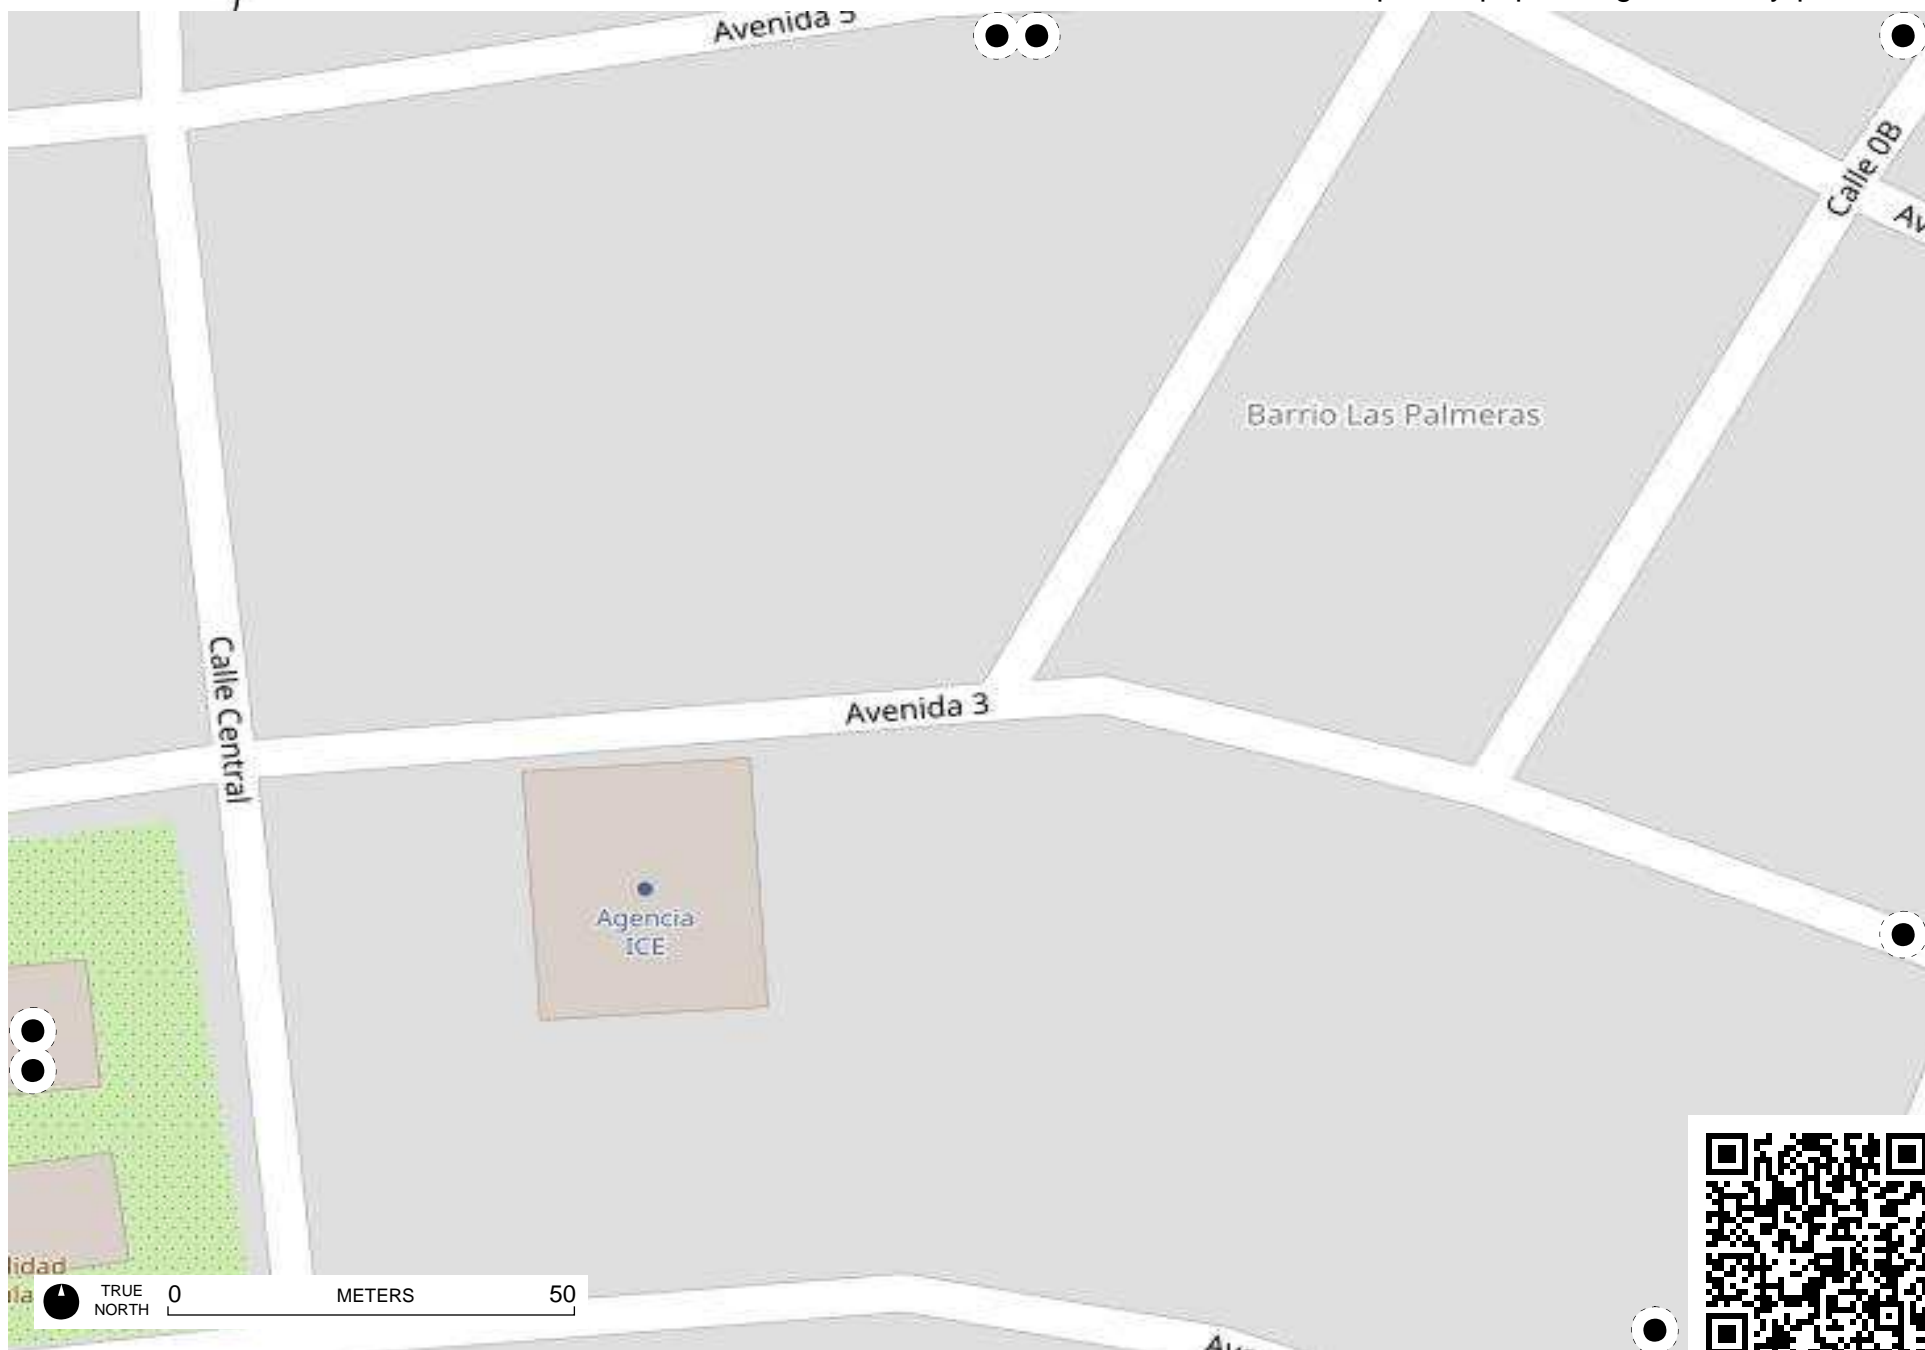 Avenida 5
Calle 0B
Barrio Las Palmeras
Calle Central
Avenida 3
Agencia
ICE
TRUE
NORTH
0
METERS
50